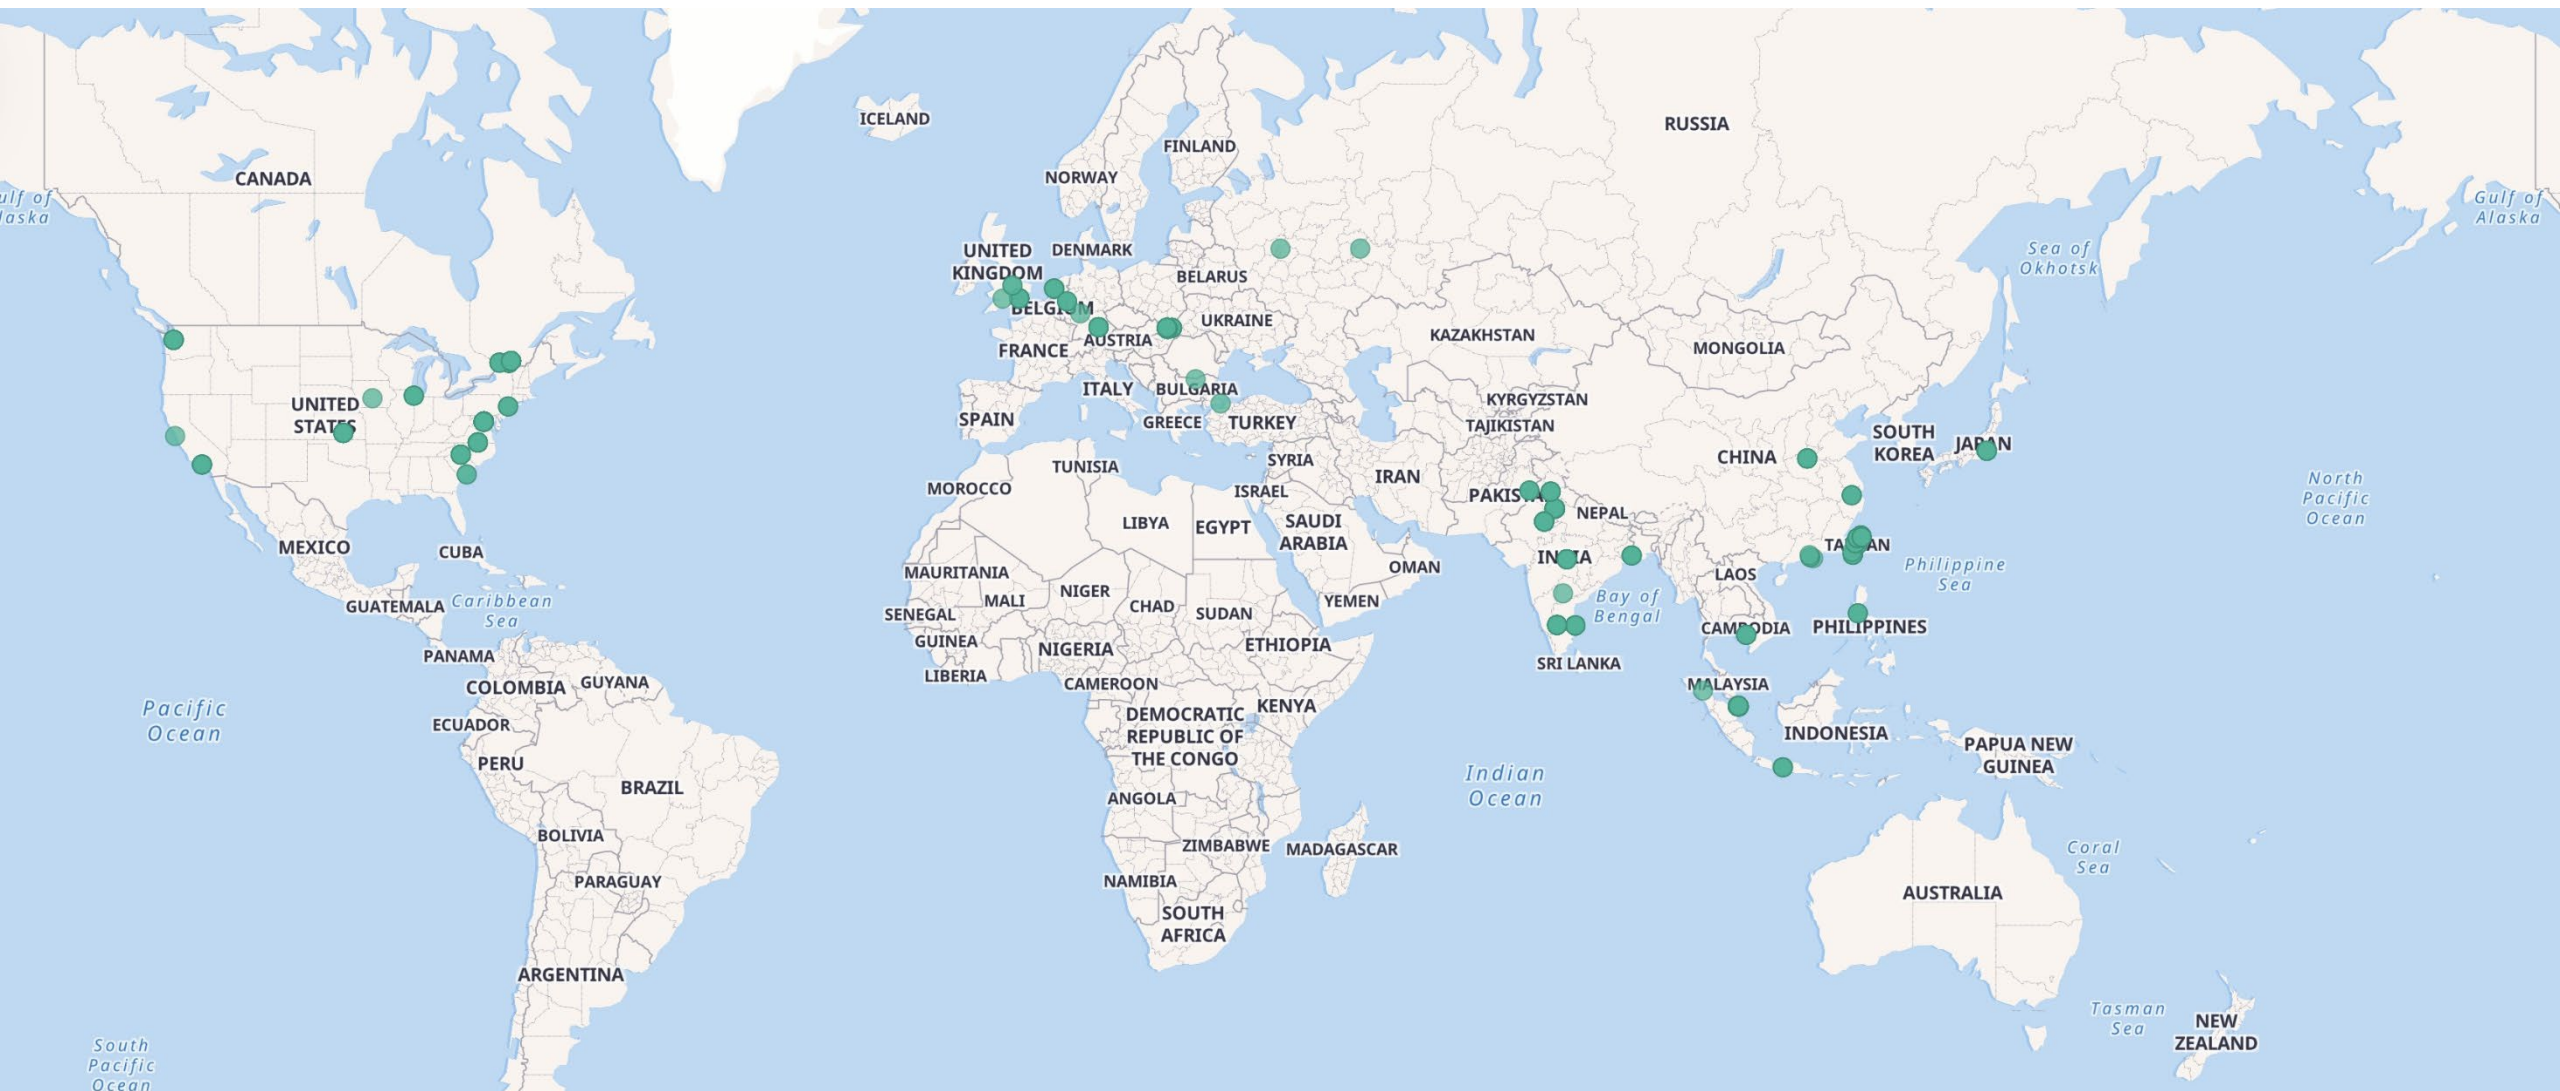 ICELAND
RUSSIA
FINLAND
CANADA
NORWAY
ulf of
laska
Gulf of
Alaska
UNITED
KINGDOM
DENMARK
BELARUS
Sea of
Okhotsk
BELGIUM
UKRAINE
AUSTRIA
FRANCE
KAZAKHSTAN
MONGOLIA
ITALY
BULGARIA
UNITED
STATES
KYRGYZSTAN
TAJIKISTAN
SPAIN
GREECE
TURKEY
SOUTH
KOREA
JAPAN
CHINA
TUNISIA
SYRIA
IRAN
MOROCCO
ISRAEL
PAKISTAN
NEPAL
North
Pacific
Ocean
LIBYA
EGYPT
SAUDI
ARABIA
MEXICO
CUBA
INDIA
TAIWAN
OMAN
MAURITANIA
LAOS
Philippine
Sea
GUATEMALA
Caribbean
Sea
NIGER
MALI
CHAD
SUDAN
YEMEN
Bay of
Bengal
SENEGAL
GUINEA
NIGERIA
ETHIOPIA
CAMBODIA
PHILIPPINES
PANAMA
LIBERIA
CAMEROON
SRI LANKA
COLOMBIA
GUYANA
MALAYSIA
ECUADOR
KENYA
Pacific
Ocean
DEMOCRATIC
REPUBLIC OF
THE CONGO
INDONESIA
PAPUA NEW
GUINEA
PERU
BRAZIL
Indian
Ocean
ANGOLA
BOLIVIA
ZIMBABWE
MADAGASCAR
Coral
Sea
PARAGUAY
NAMIBIA
AUSTRALIA
SOUTH
AFRICA
ARGENTINA
Tasman
Sea
NEW
ZEALAND
South
Pacific
Ocean